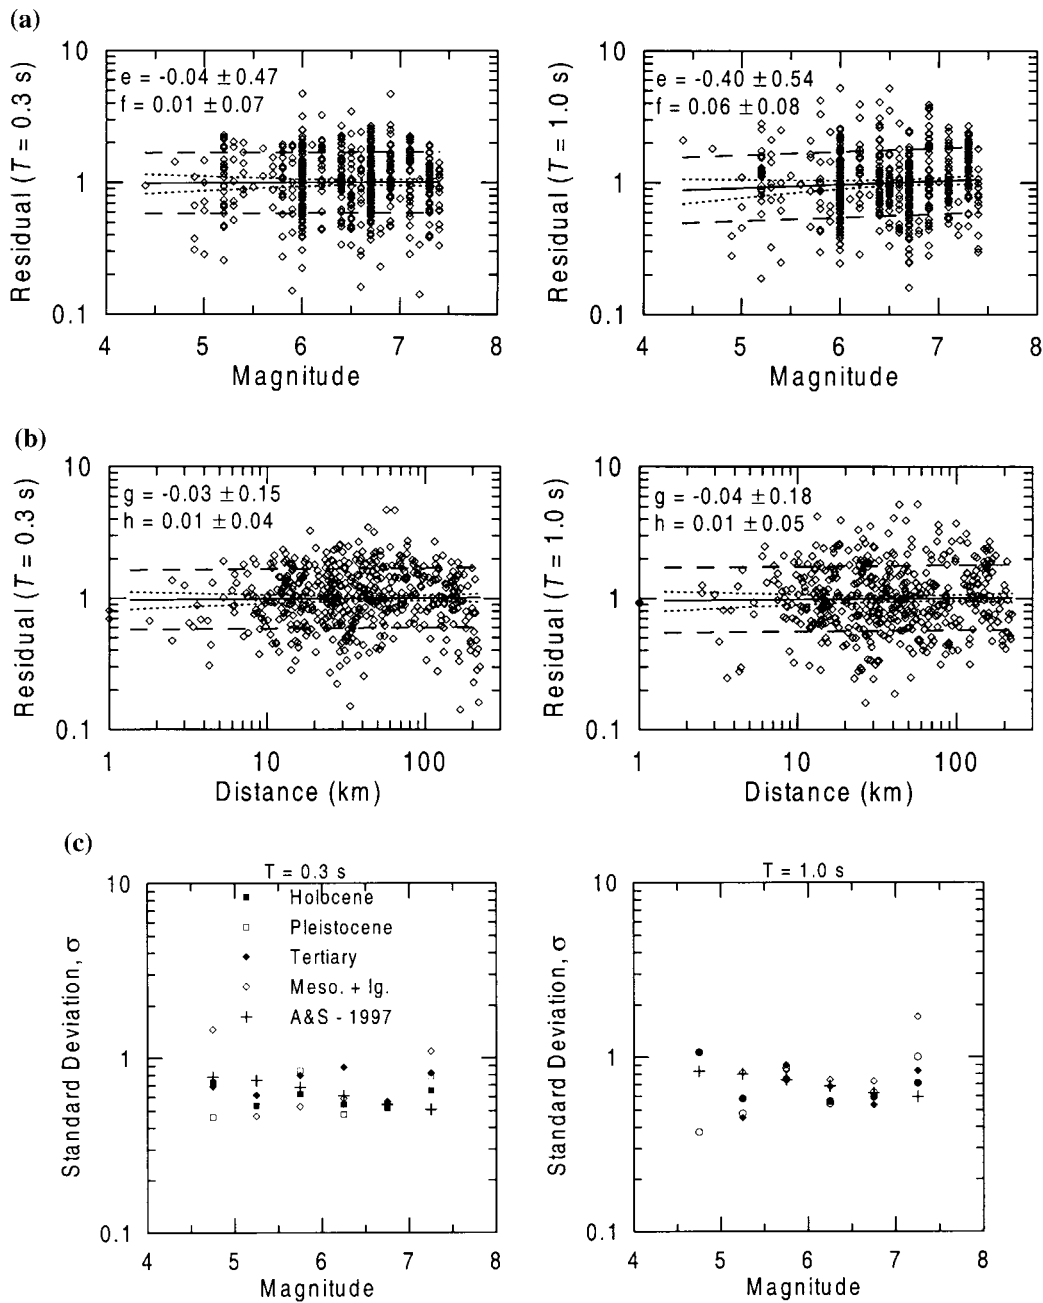 (a)
10
1
0.1
Residual (T = 0.3 s)
e = -0.04 ±0.47
f = 0.01 ±0.07
4 5 6 7 8
Magnitude
10
1
0.1
Residual (T = 1.0 s)
e = -0.40 ±0.54
f = 0.06 ±0.08
4 5 6 7 8
Magnitude
(b)
10
1
0.1
Residual (T = 0.3 s)
g = -0.03 ±0.15
h = 0.01 ±0.04
1 10 100
Distance (km)
10
1
0.1
Residual (T = 1.0 s)
g = -0.04 ±0.18
h = 0.01 ±0.05
1 10 100
Distance (km)
(c)
T = 0.3 s
10
1
0.1
Standard Deviation, σ
Holocene
Pleistocene
Tertiary
Meso. + Ig.
A&S - 1997
4 5 6 7 8
Magnitude
T = 1.0 s
10
1
0.1
Standard Deviation, σ
4 5 6 7 8
Magnitude